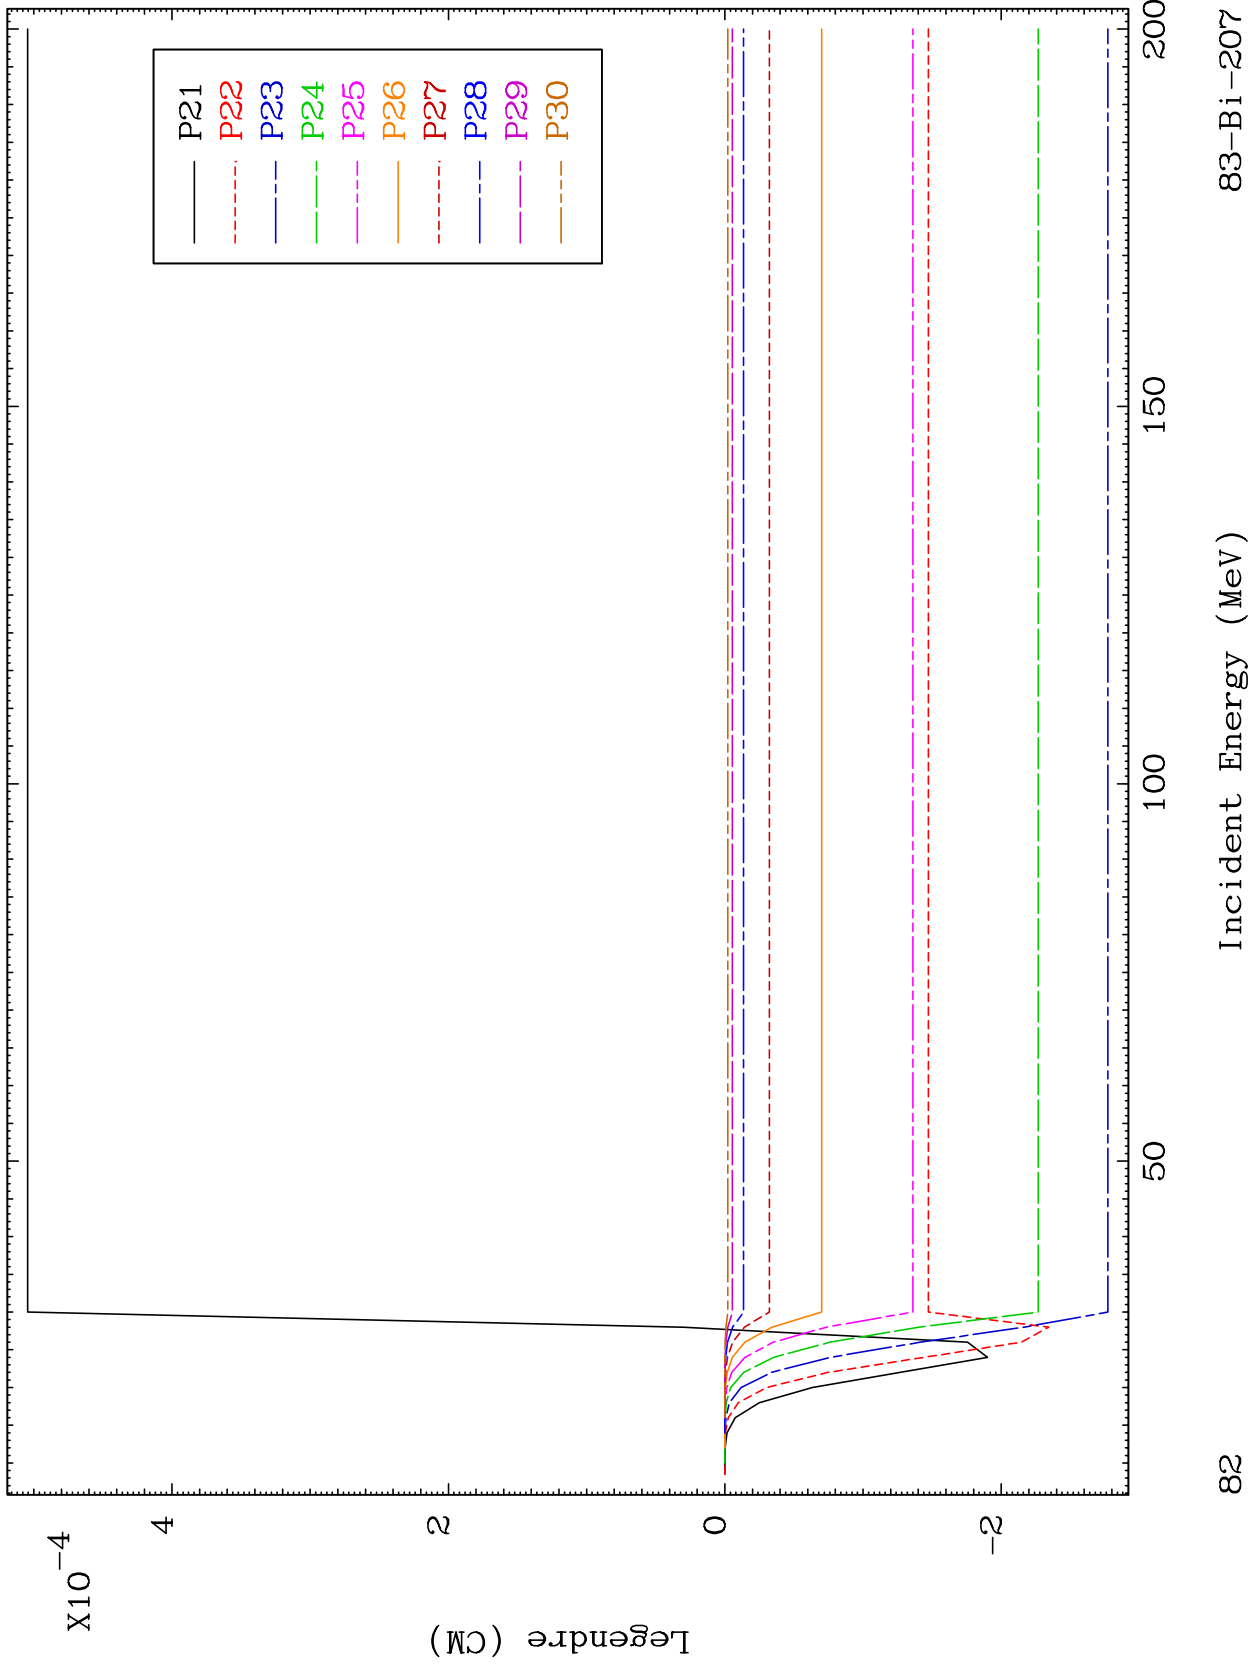 X10-4
Legendre (CM)
4
2
0
-2
P21
P22
P23
P24
P25
P26
P27
P28
P29
P30
50
100
150
200
Incident Energy (MeV)
82
83-Bi-207